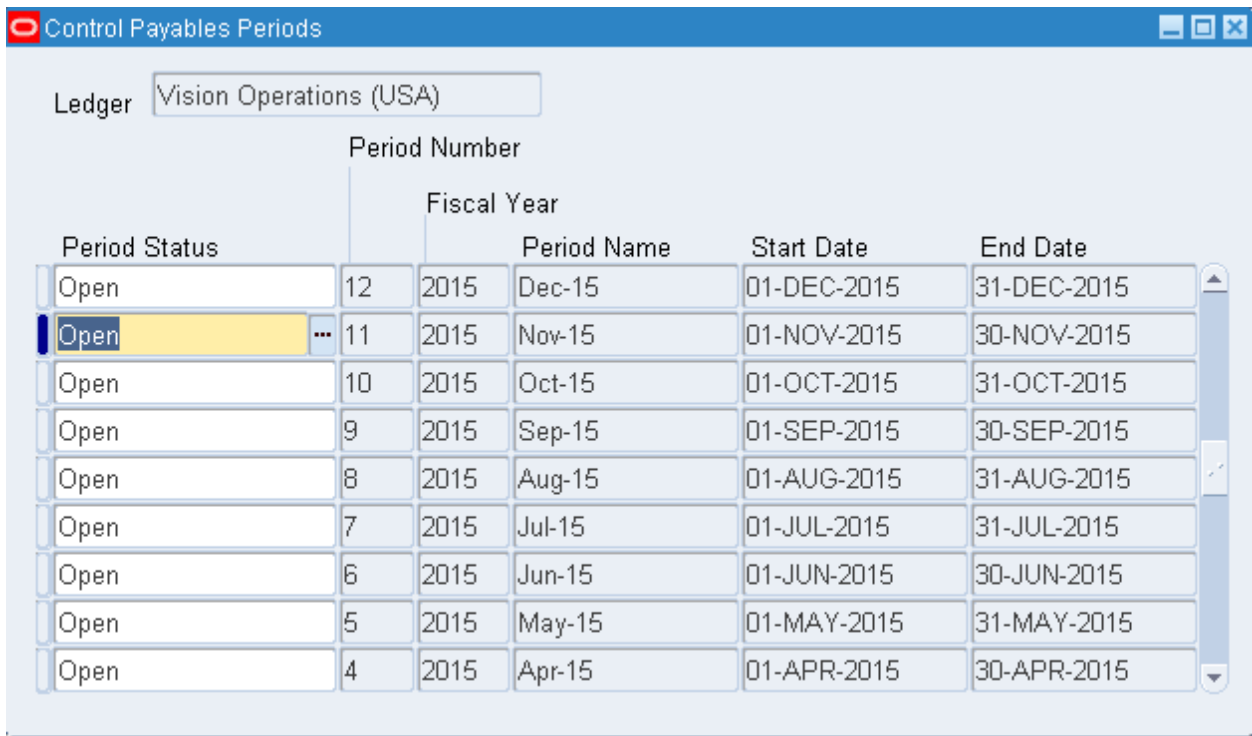 Control Payables Periods
Ledger Vision Operations (USA)
Period Number
Fiscal Year
Period Status Period Name Start Date End Date
Open 12 2015 Dec-15 01-DEC-2015 31-DEC-2015
Open ... 11 2015 Nov-15 01-NOV-2015 30-NOV-2015
Open 10 2015 Oct-15 01-OCT-2015 31-OCT-2015
Open 9 2015 Sep-15 01-SEP-2015 30-SEP-2015
Open 8 2015 Aug-15 01-AUG-2015 31-AUG-2015
Open 7 2015 Jul-15 01-JUL-2015 31-JUL-2015
Open 6 2015 Jun-15 01-JUN-2015 30-JUN-2015
Open 5 2015 May-15 01-MAY-2015 31-MAY-2015
Open 4 2015 Apr-15 01-APR-2015 30-APR-2015